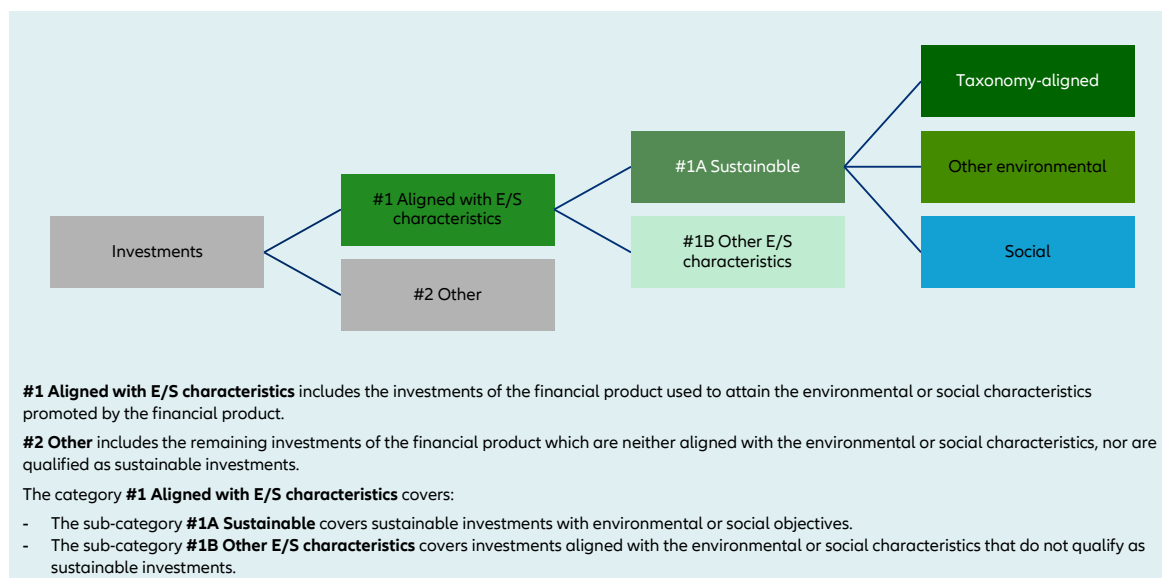 Taxonomy-aligned
#1A Sustainable
Other environmental
#1 Aligned with E/S
characteristics
Investments
#1B Other E/S
characteristics
Social
#2 Other
#1 Aligned with E/S characteristics includes the investments of the financial product used to attain the environmental or social characteristics
promoted by the financial product.
#2 Other includes the remaining investments of the financial product which are neither aligned with the environmental or social characteristics, nor are
qualified as sustainable investments.
The category #1 Aligned with E/S characteristics covers:
- The sub-category #1A Sustainable covers sustainable investments with environmental or social objectives.
- The sub-category #1B Other E/S characteristics covers investments aligned with the environmental or social characteristics that do not qualify as
sustainable investments.